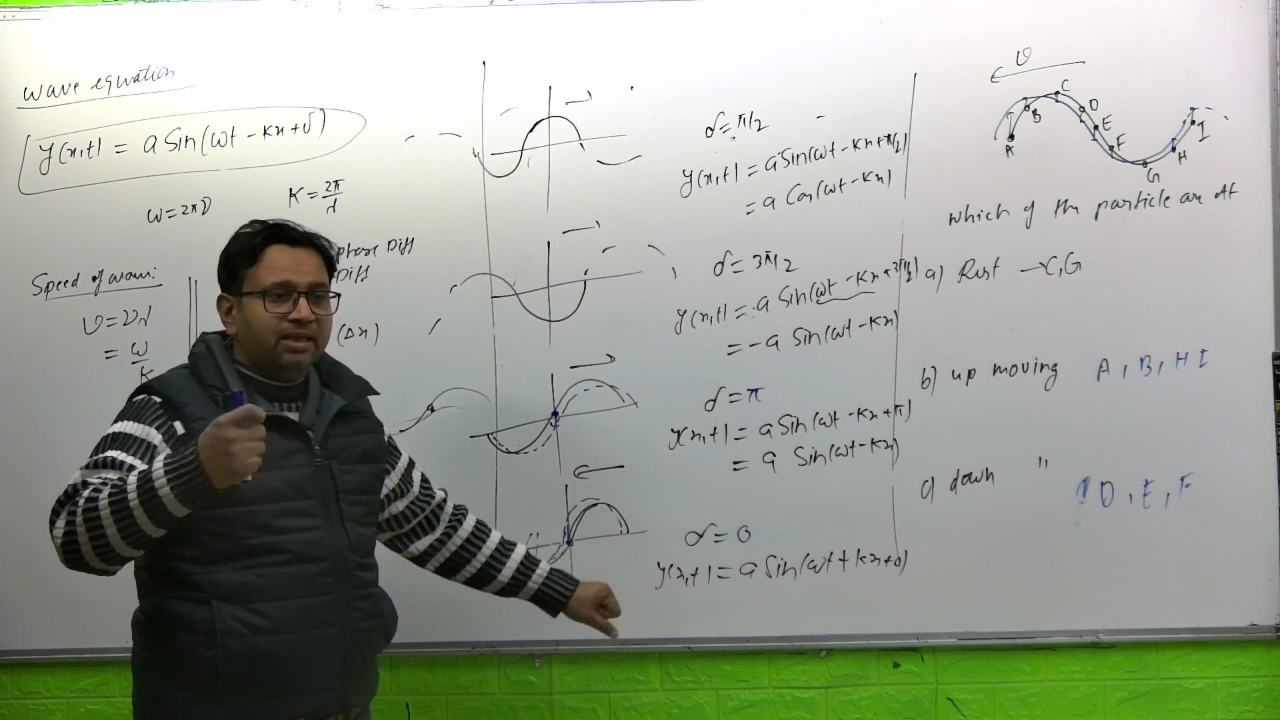 wave equation
y(x,t) = a Sin(ωt - Kx + δ)
ω = 2πν
K = 2π/λ
phase Diff
Diff
(Δx)
Speed of wave:
v = νλ
= ω/K
δ = π/2
y(x,t) = a Sin(ωt - Kx + π/2)
= a Cos(ωt - Kx)
δ = 3π/2
y(x,t) = a Sin(ωt - Kx + 3π/2)
= -a Sin(ωt - Kx)
δ = π
y(x,t) = a Sin(ωt - Kx + π)
= a Sin(ωt - Kx)
δ = 0
y(x,t) = a Sin(ωt + Kx + 0)
v
A B C D E F G H I
which of the particle are At
a) Rest → C, G
b) up moving A, B, H I
c) down " D, E, F